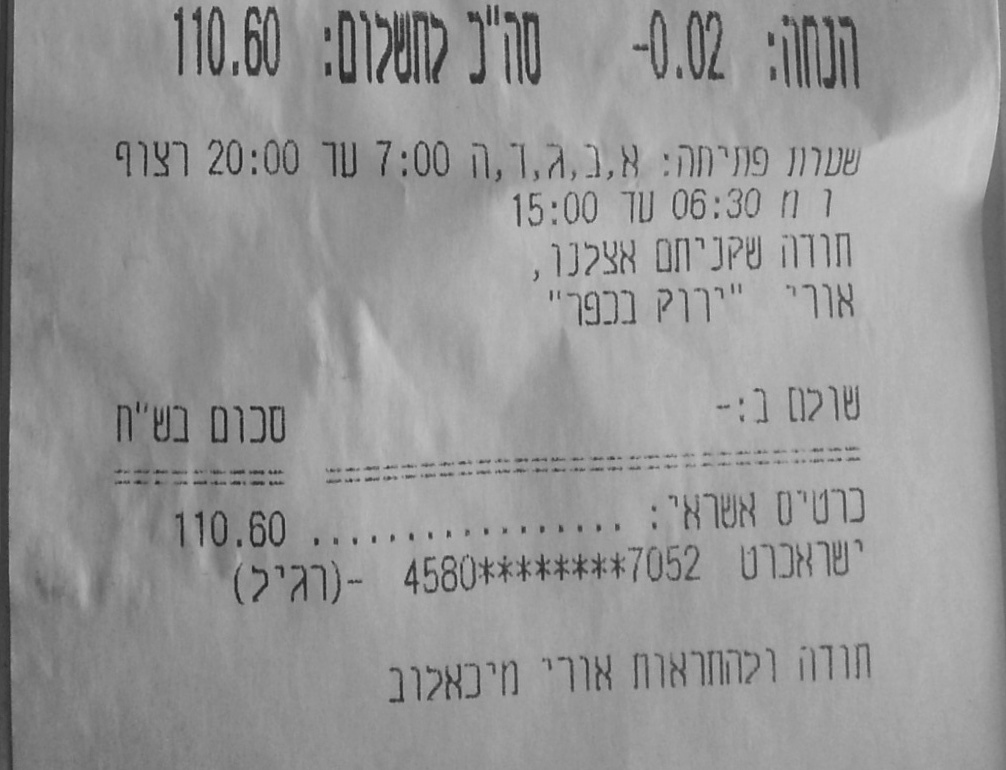 הנחה: -0.02 סה"כ לתשלום: 110.60
שעות פתיחה: א,ב,ג,ד,ה 7:00 עד 20:00 רצוף
ו מ 06:30 עד 15:00
תודה שקניתם אצלנו,
אורי "ירוק בכפר"
שולם ב:- סכום בש"ח
==============================
כרטיס אשראי: ................. 110.60
ישראכרט 4580********7052 -(רגיל)
תודה ולהתראות אורי מיכאלוב